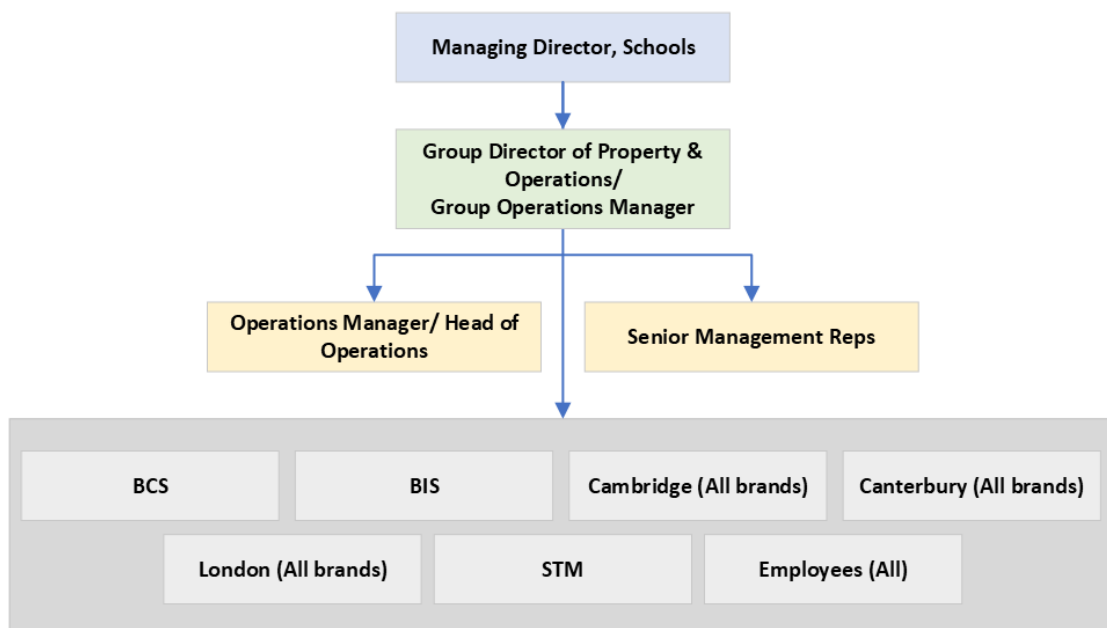 Managing Director, Schools
Group Director of Property &
Operations/
Group Operations Manager
Operations Manager/ Head of
Operations
Senior Management Reps
BCS
BIS
Cambridge (All brands)
Canterbury (All brands)
London (All brands)
STM
Employees (All)